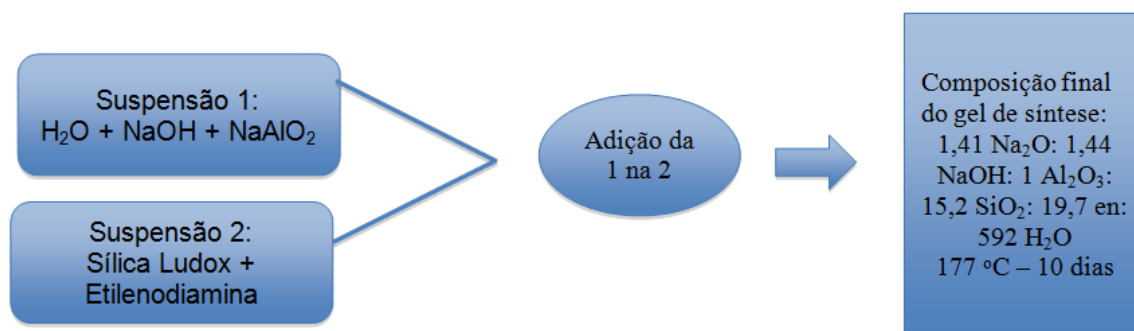 Suspensão 1:
H₂O + NaOH + NaAlO₂
Suspensão 2:
Sílica Ludox +
Etilenodiamina
Adição da
1 na 2
Composição final
do gel de síntese:
1,41 Na₂O: 1,44
NaOH: 1 Al₂O₃:
15,2 SiO₂: 19,7 en:
592 H₂O
177 ºC – 10 dias